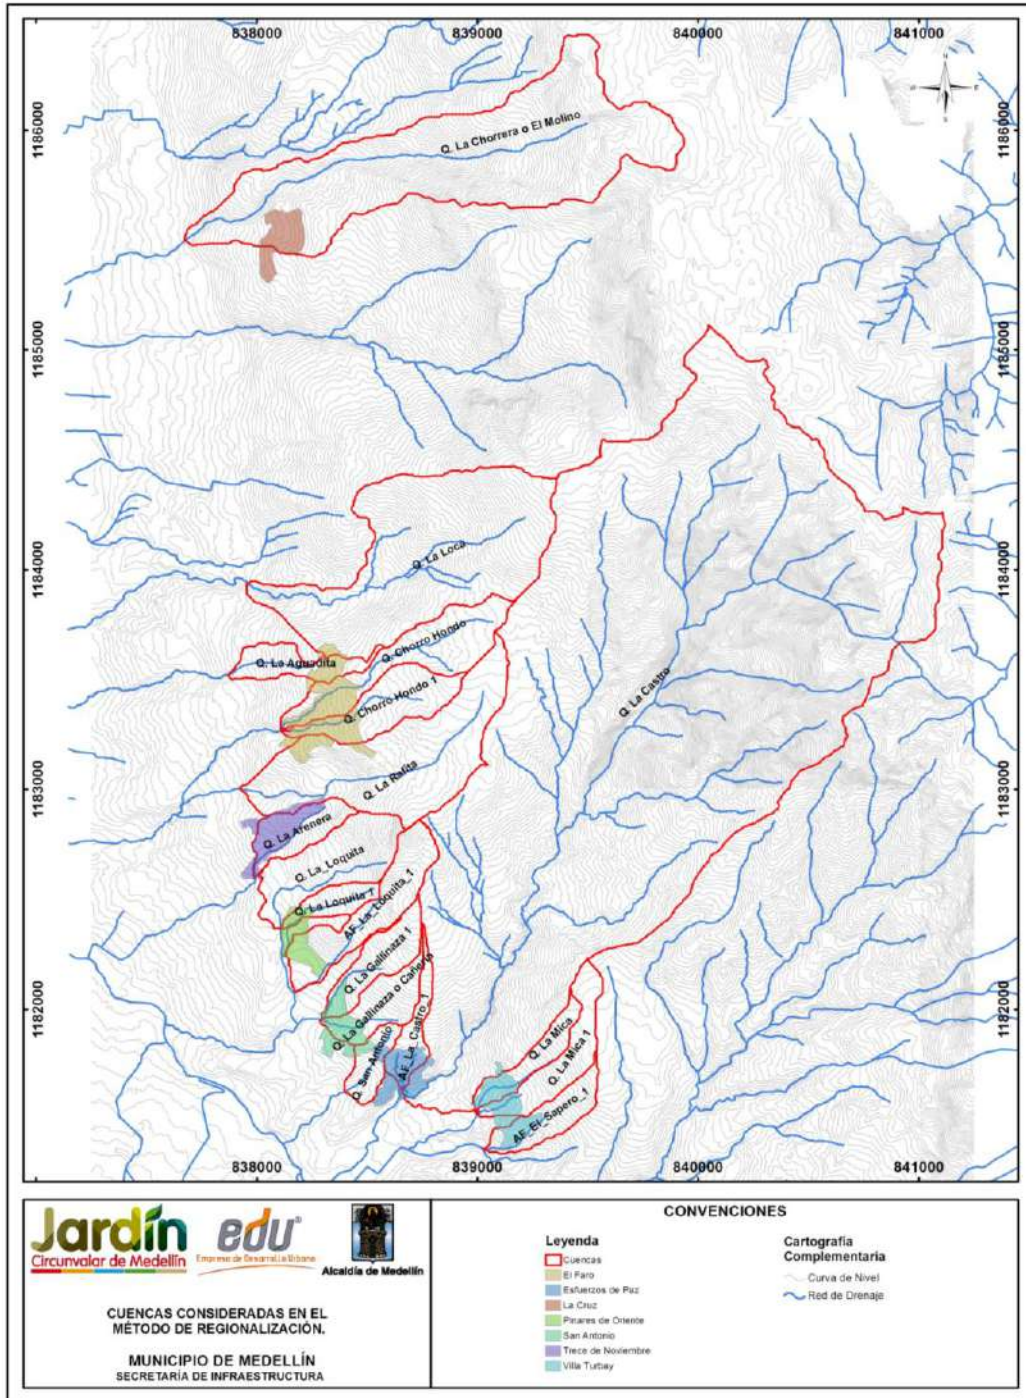 838000
839000
840000
841000
1186000
1186000
Q. La Chorrera o El Molino
1185000
1185000
1184000
1184000
Q. La Loca
Q. Chorro Hondo
Q. La Aguadita
Q. Chorro Hondo 1
Q. La Castro
1183000
1183000
Q. La Rafita
Q. La Arenera
Q. La_Loquita
Q. La Loquita 1
AF_La_Loquita_1
Q. La Gallinaza 1
Q. La Gallinaza o Cañeria
1182000
1182000
Q. San Antonio
AF_La_Castro_1
Q. La Mica
Q. La Mica 1
AF_El_Sapero_1
838000
839000
840000
841000
N
W
E
S
Jardín
Circunvalar de Medellín
edu®
Empresa de Desarrollo Urbano
Alcaldía de Medellín
CUENCAS CONSIDERADAS EN EL
MÉTODO DE REGIONALIZACIÓN.
MUNICIPIO DE MEDELLÍN
SECRETARÍA DE INFRAESTRUCTURA
CONVENCIONES
Leyenda
Cuencas
El Faro
Esfuerzos de Paz
La Cruz
Pinares de Oriente
San Antonio
Trece de Noviembre
Villa Turbay
Cartografia
Complementaria
Curva de Nivel
Red de Drenaje